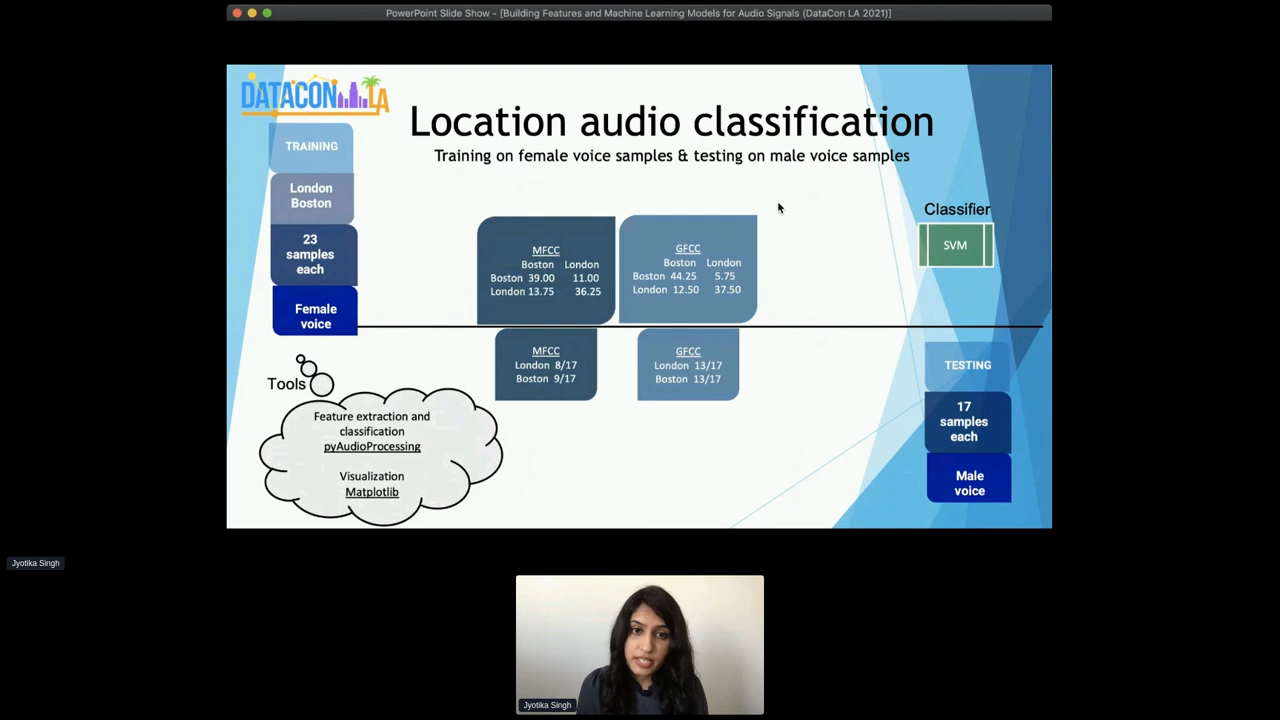 PowerPoint Slide Show - [Building Features and Machine Learning Models for Audio Signals (DataCon LA 2021)]
DATACON LA
Location audio classification
Training on female voice samples & testing on male voice samples
TRAINING
London
Boston
23
samples
each
Female
voice
MFCC
Boston London
Boston 39.00 11.00
London 13.75 36.25
GFCC
Boston London
Boston 44.25 5.75
London 12.50 37.50
Classifier
SVM
MFCC
London 8/17
Boston 9/17
GFCC
London 13/17
Boston 13/17
TESTING
17
samples
each
Male
voice
Tools
Feature extraction and
classification
pyAudioProcessing
Visualization
Matplotlib
Jyotika Singh
Jyotika Singh